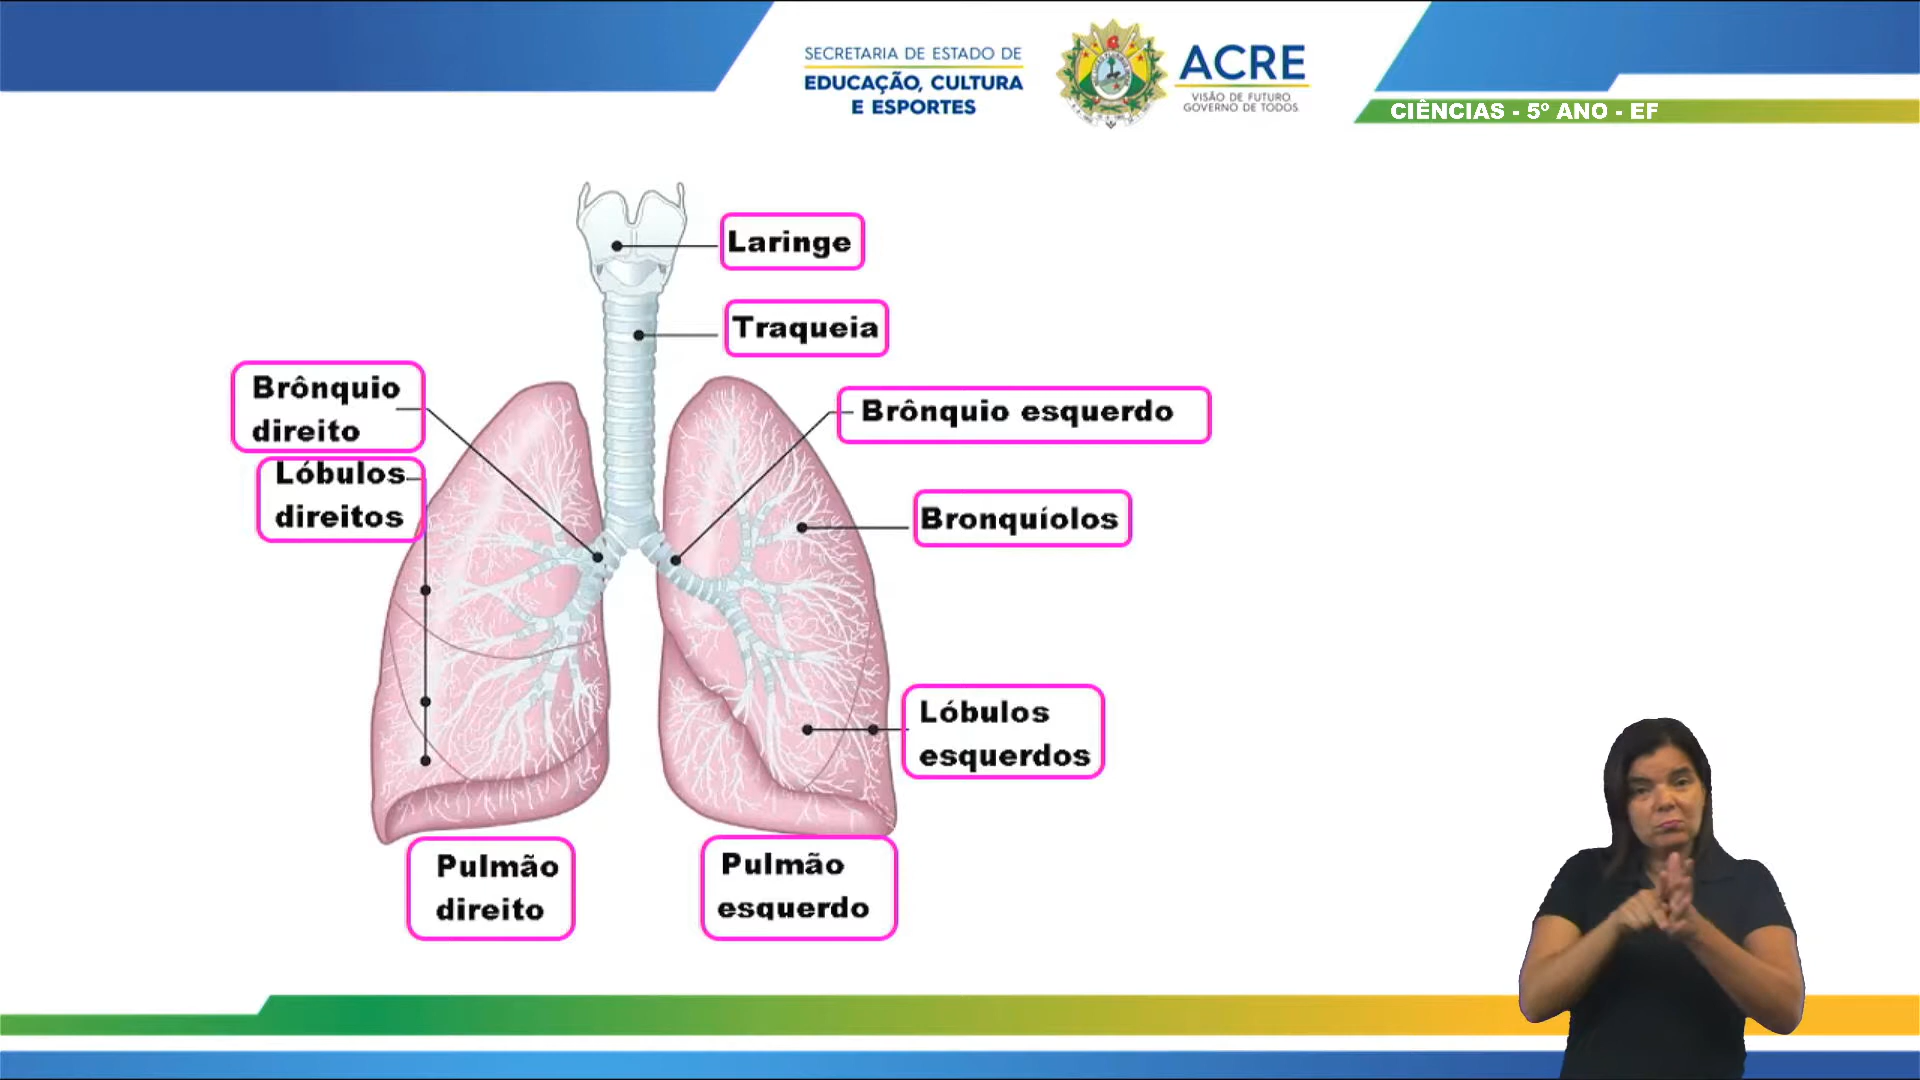 SECRETARIA DE ESTADO DE
EDUCAÇÃO, CULTURA
E ESPORTES
ACRE
VISÃO DE FUTURO
GOVERNO DE TODOS
CIÊNCIAS - 5º ANO - EF
Laringe
Traqueia
Brônquio
direito
Brônquio esquerdo
Lóbulos
direitos
Bronquíolos
Lóbulos
esquerdos
Pulmão
direito
Pulmão
esquerdo